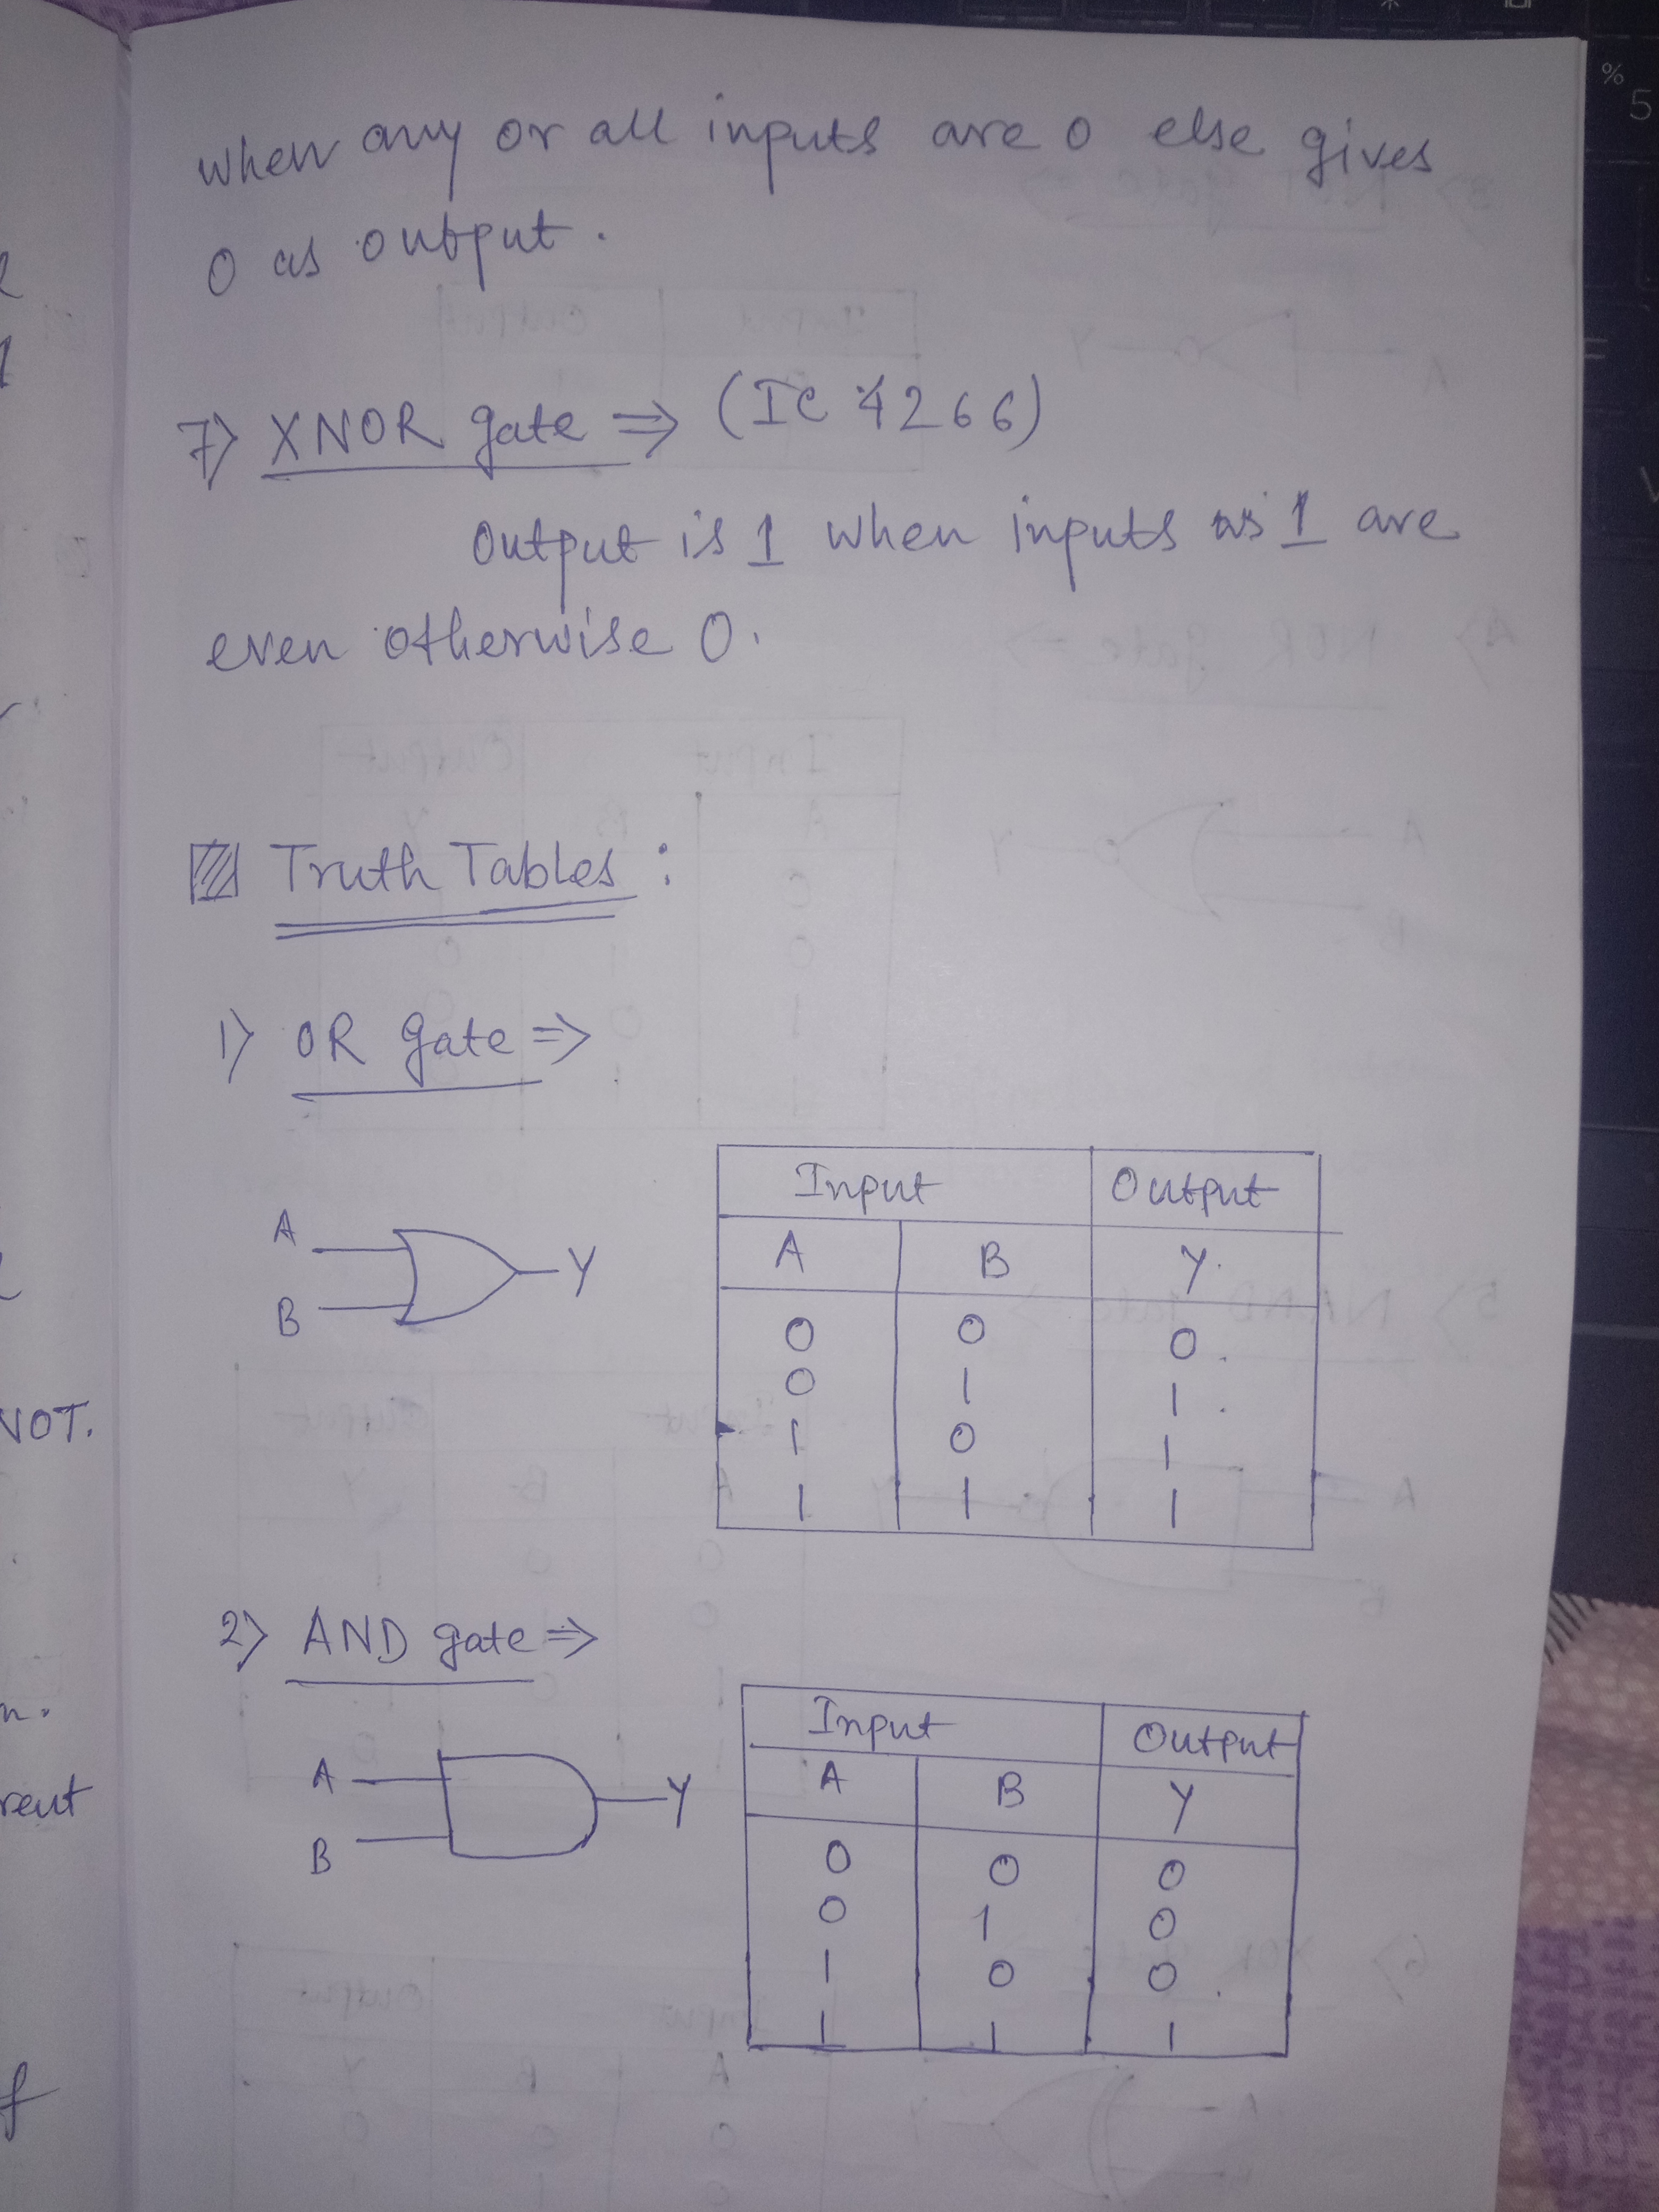 when any or all inputs are 0 else gives
0 as output.
7) XNOR gate ⇒ (IC 4266)
Output is 1 when inputs as 1 are
even otherwise 0.
Truth Tables :
1) OR gate ⇒
Input Output
A B Y
0 0 0
0 1 1
1 0 1
1 1 1
A
B
Y
2) AND gate ⇒
Input Output
A B Y
0 0 0
0 1 0
1 0 0
1 1 1
A
B
Y
NOT.